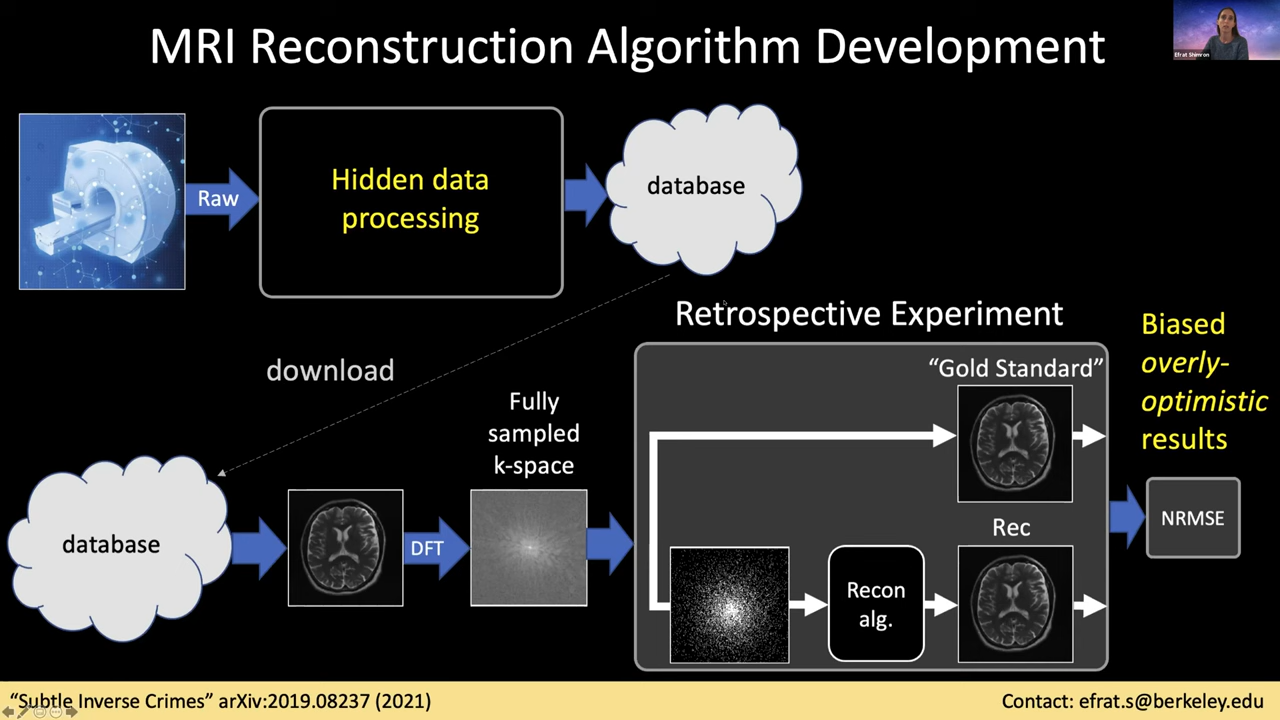 MRI Reconstruction Algorithm Development
Efrat Shimron
Raw
Hidden data
processing
database
download
Retrospective Experiment
Biased
overly-
optimistic
results
"Gold Standard"
Fully
sampled
k-space
database
DFT
Rec
Recon
alg.
NRMSE
“Subtle Inverse Crimes” arXiv:2019.08237 (2021)
Contact: efrat.s@berkeley.edu